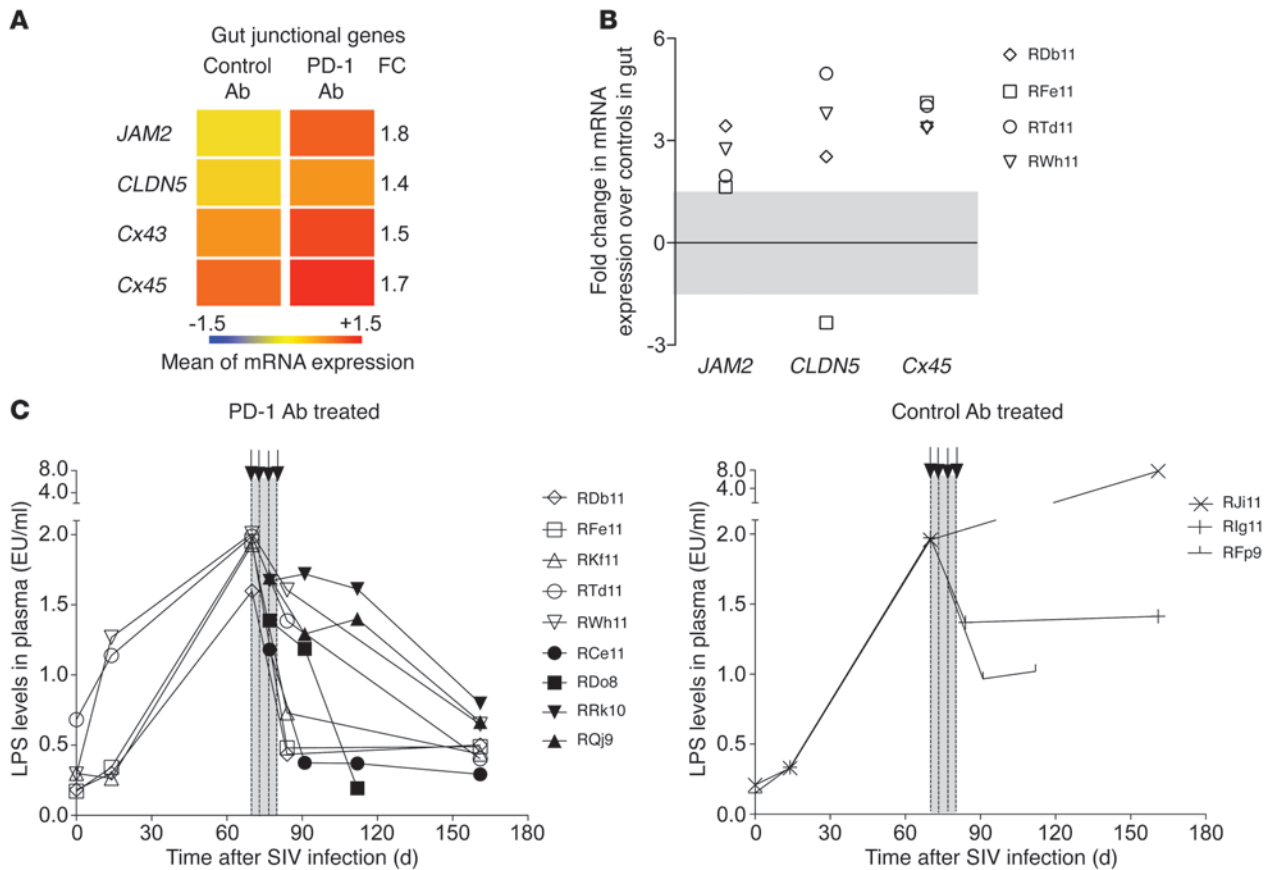 A
Gut junctional genes
Control Ab
PD-1 Ab
FC
JAM2 1.8
CLDN5 1.4
Cx43 1.5
Cx45 1.7
-1.5 +1.5
Mean of mRNA expression
B
Fold change in mRNA
expression over controls in gut
6
3
0
-3
JAM2 CLDN5 Cx45
RDb11
RFe11
RTd11
RWh11
C
PD-1 Ab treated
LPS levels in plasma (EU/ml)
8.0
4.0
2.0
1.5
1.0
0.5
0.0
0 30 60 90 120 150 180
Time after SIV infection (d)
RDb11
RFe11
RKf11
RTd11
RWh11
RCe11
RDo8
RRk10
RQj9
Control Ab treated
LPS levels in plasma (EU/ml)
8.0
4.0
2.0
1.5
1.0
0.5
0.0
0 30 60 90 120 150 180
Time after SIV infection (d)
RJi11
RIg11
RFp9